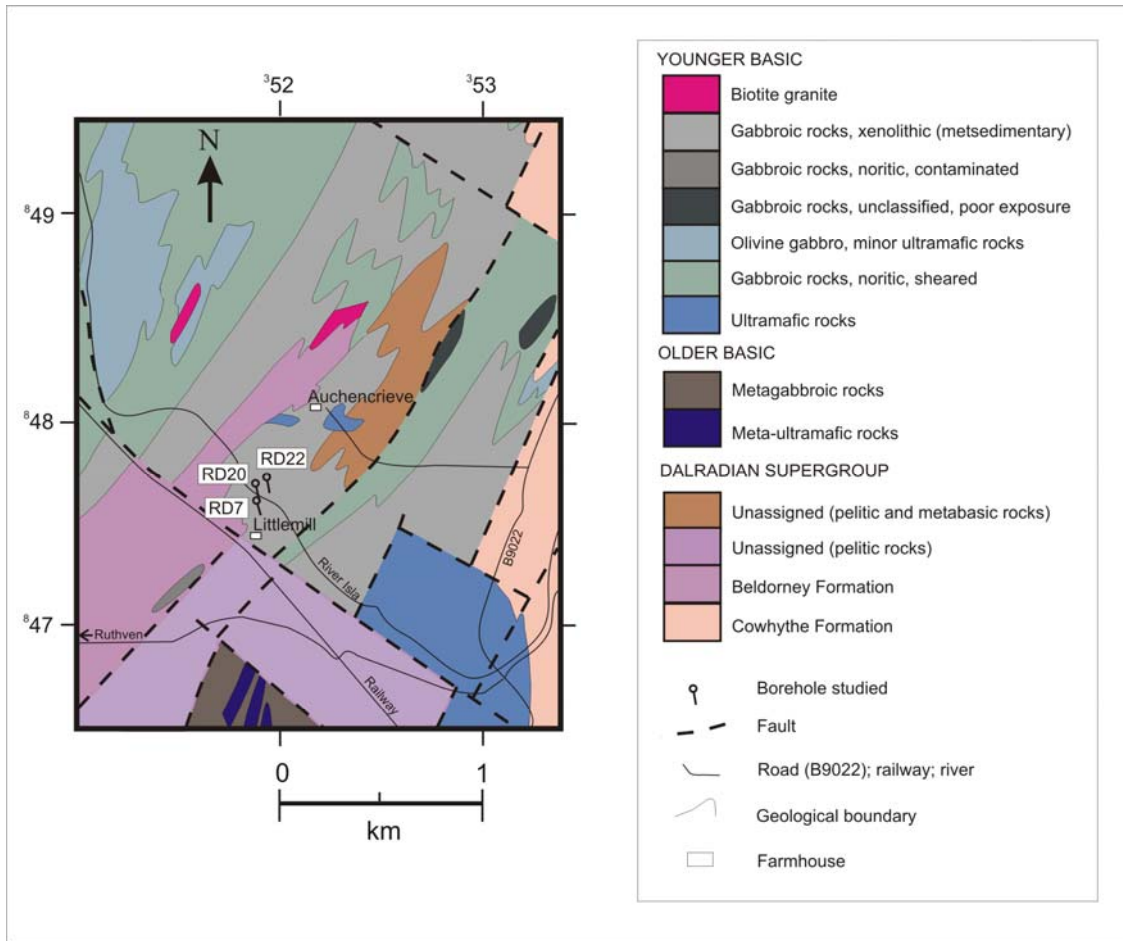 ³52
³53
N
⁸49
⁸48
⁸47
Auchencrieve
RD22
RD20
RD7
Littlemill
River Isla
B9022
Ruthven
Railway
0
1
km
YOUNGER BASIC
Biotite granite
Gabbroic rocks, xenolithic (metsedimentary)
Gabbroic rocks, noritic, contaminated
Gabbroic rocks, unclassified, poor exposure
Olivine gabbro, minor ultramafic rocks
Gabbroic rocks, noritic, sheared
Ultramafic rocks
OLDER BASIC
Metagabbroic rocks
Meta-ultramafic rocks
DALRADIAN SUPERGROUP
Unassigned (pelitic and metabasic rocks)
Unassigned (pelitic rocks)
Beldorney Formation
Cowhythe Formation
Borehole studied
Fault
Road (B9022); railway; river
Geological boundary
Farmhouse